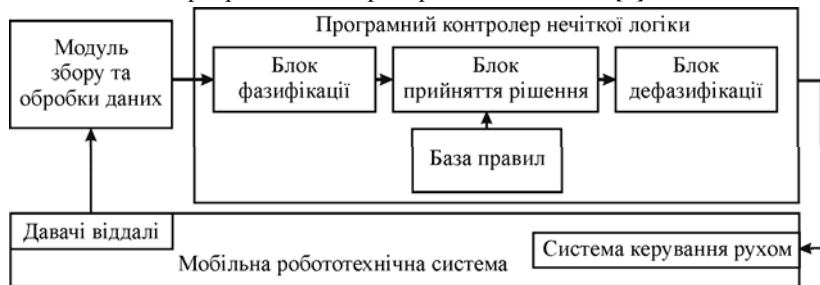 Програмний контролер нечіткої логіки
Модуль
збору та
обробки даних
Блок
фазифікації
Блок
прийняття рішення
Блок
дефазифікації
База правил
Давачі віддалі
Мобільна робототехнічна система
Система керування рухом